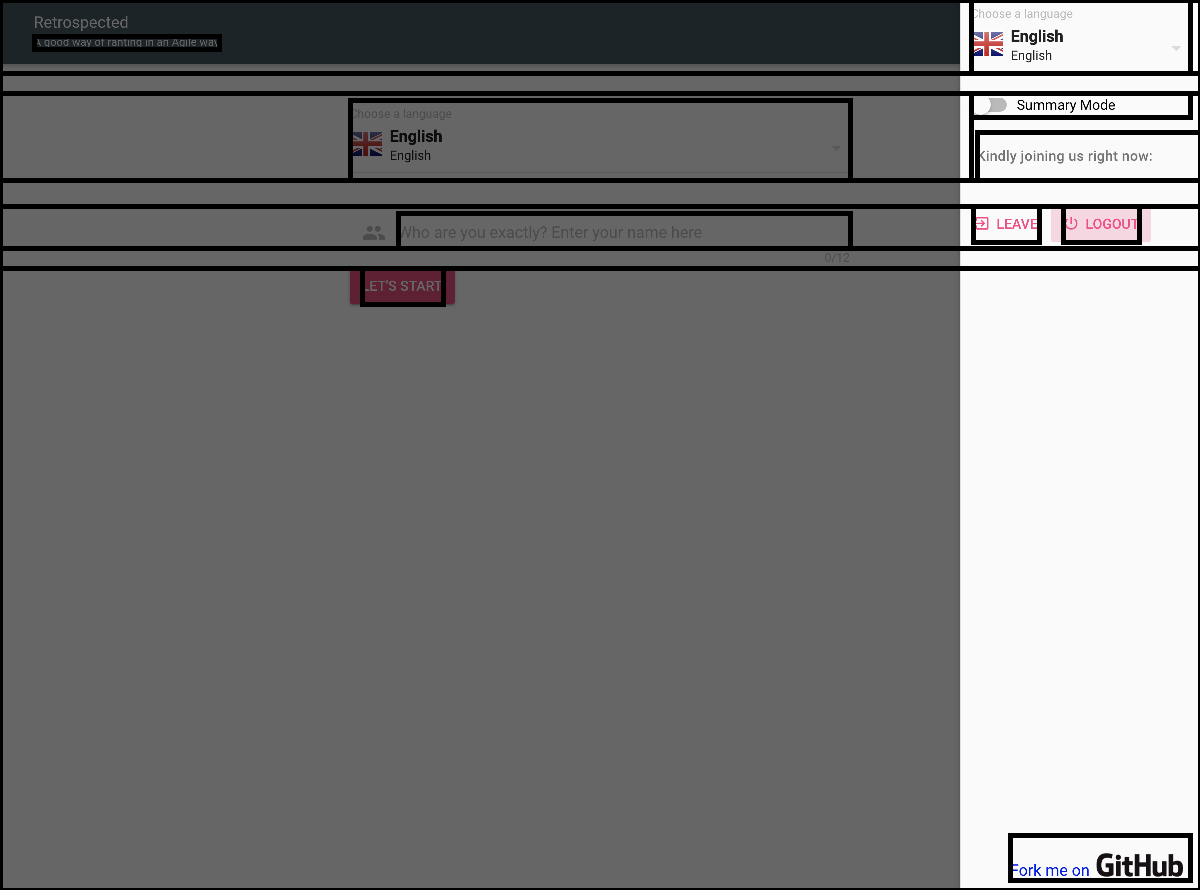 Retrospected
A good way of ranting in an Agile way
Choose a language
English
English
Who are you exactly? Enter your name here
0/12
LET'S START
Choose a language
English
English
Summary Mode
Kindly joining us right now:
LEAVE
LOGOUT
Fork me on GitHub